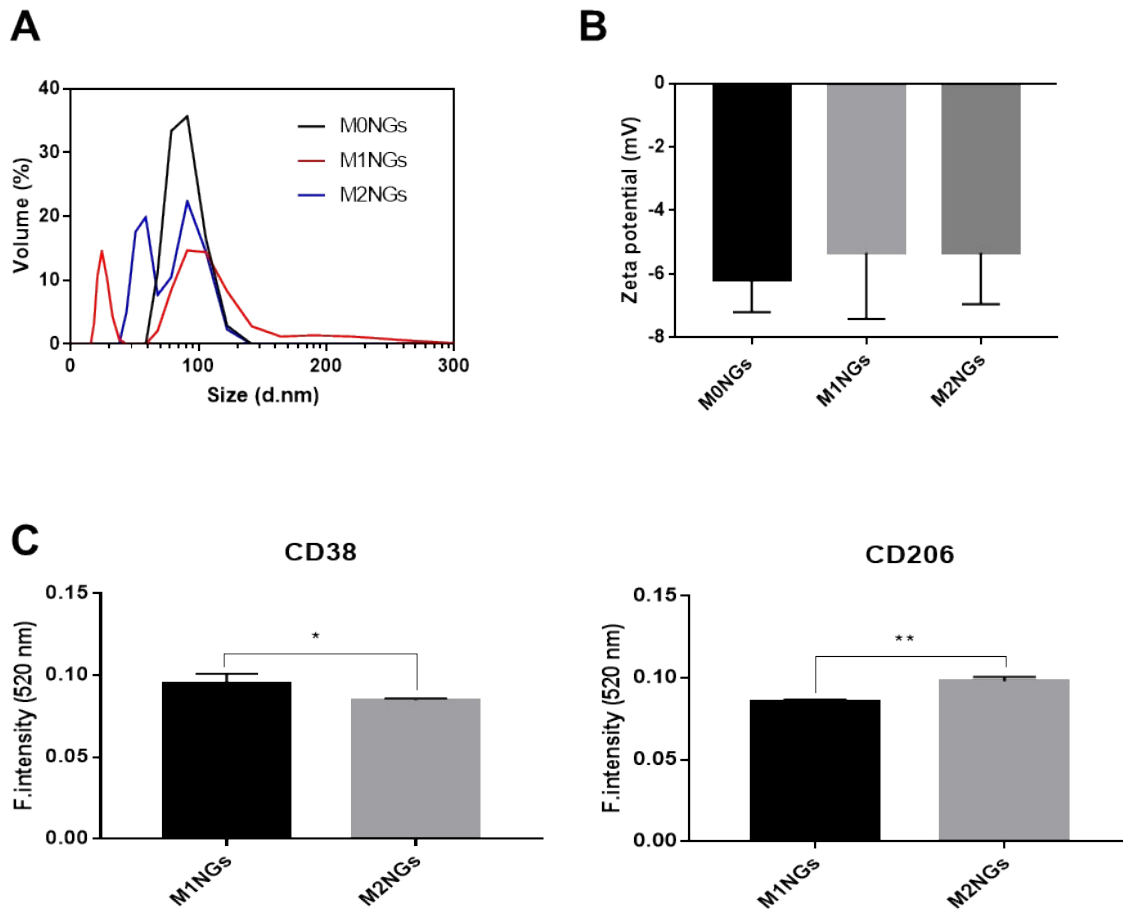 A
40
30
20
10
0
Volume (%)
0
100
200
300
Size (d.nm)
M0NGs
M1NGs
M2NGs
B
0
-2
-4
-6
-8
Zeta potential (mV)
M0NGs
M1NGs
M2NGs
C
CD38
0.15
0.10
0.05
0.00
F.intensity (520 nm)
*
M1NGs
M2NGs
CD206
0.15
0.10
0.05
0.00
F.intensity (520 nm)
**
M1NGs
M2NGs